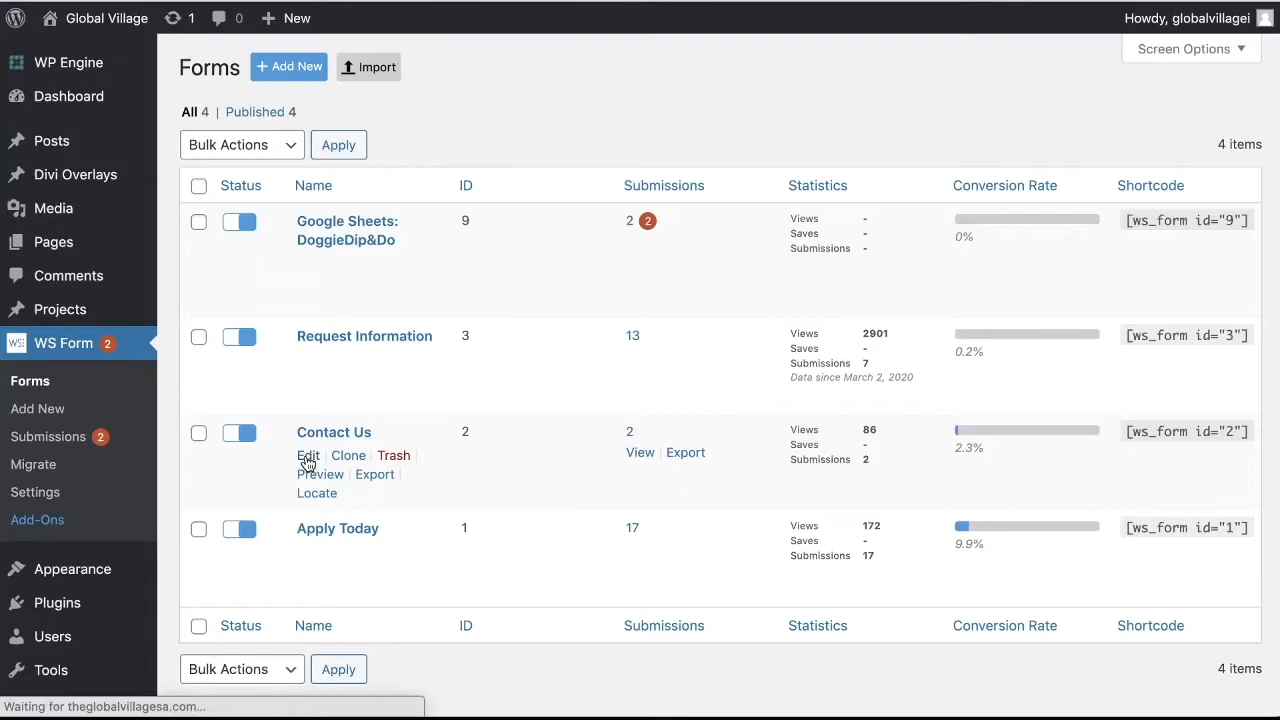 Global Village
1
0
New
Howdy, globalvillagei
Screen Options
WP Engine
Dashboard
Posts
Divi Overlays
Media
Pages
Comments
Projects
WS Form 2
Forms
Add New
Submissions 2
Migrate
Settings
Add-Ons
Appearance
Plugins
Users
Tools
Forms
+ Add New
Import
All 4 | Published 4
Bulk Actions
Apply
4 items
Status Name ID Submissions Statistics Conversion Rate Shortcode
Google Sheets:
DoggieDip&Do
9
2 2
Views -
Saves -
Submissions -
0%
[ws_form id="9"]
Request Information
3
13
Views 2901
Saves -
Submissions 7
Data since March 2, 2020
0.2%
[ws_form id="3"]
Contact Us
Edit | Clone | Trash |
Preview | Export |
Locate
2
2
View | Export
Views 86
Saves -
Submissions 2
2.3%
[ws_form id="2"]
Apply Today
1
17
Views 172
Saves -
Submissions 17
9.9%
[ws_form id="1"]
Status Name ID Submissions Statistics Conversion Rate Shortcode
Bulk Actions
Apply
4 items
Waiting for theglobalvillagesa.com...